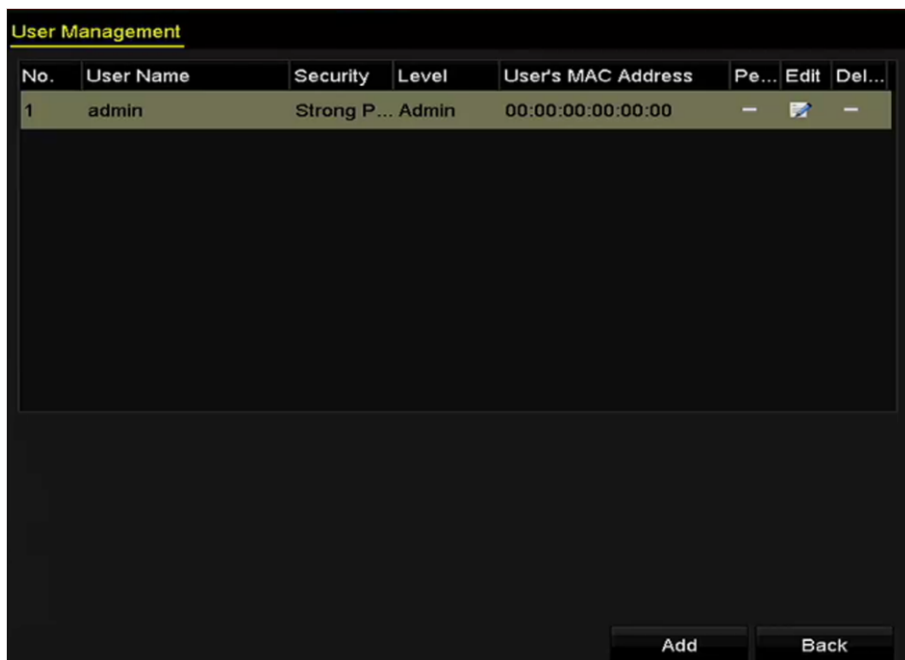 User Management
No. User Name Security Level User's MAC Address Pe... Edit Del...
1 admin Strong P... Admin 00:00:00:00:00:00 – –
Add Back